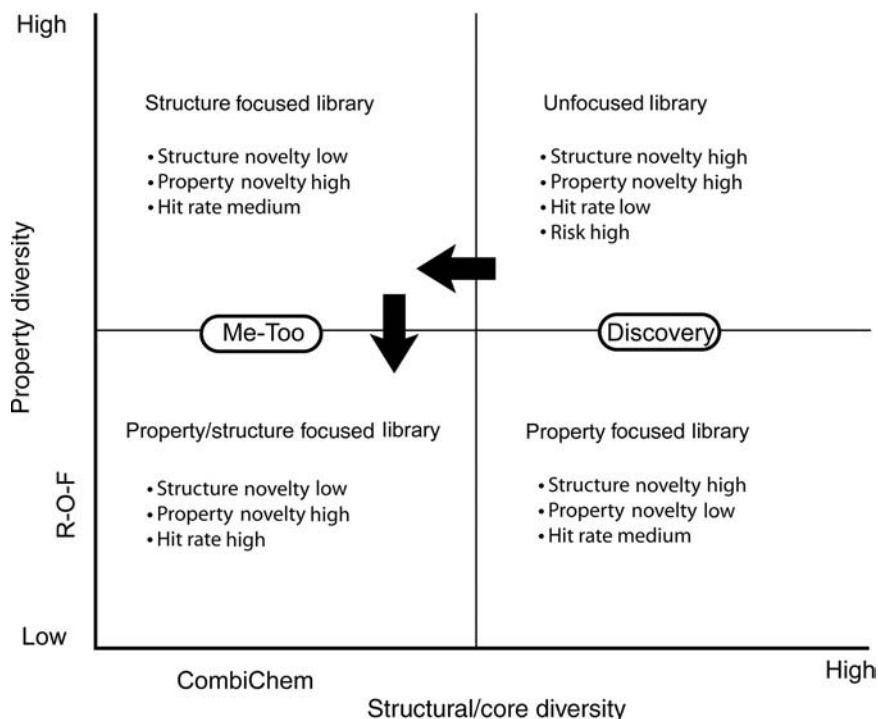 High
Structure focused library
• Structure novelty low
• Property novelty high
• Hit rate medium
Unfocused library
• Structure novelty high
• Property novelty high
• Hit rate low
• Risk high
Property diversity
Me-Too
Discovery
Property/structure focused library
• Structure novelty low
• Property novelty high
• Hit rate high
Property focused library
• Structure novelty high
• Property novelty low
• Hit rate medium
R-O-F
Low
CombiChem
High
Structural/core diversity